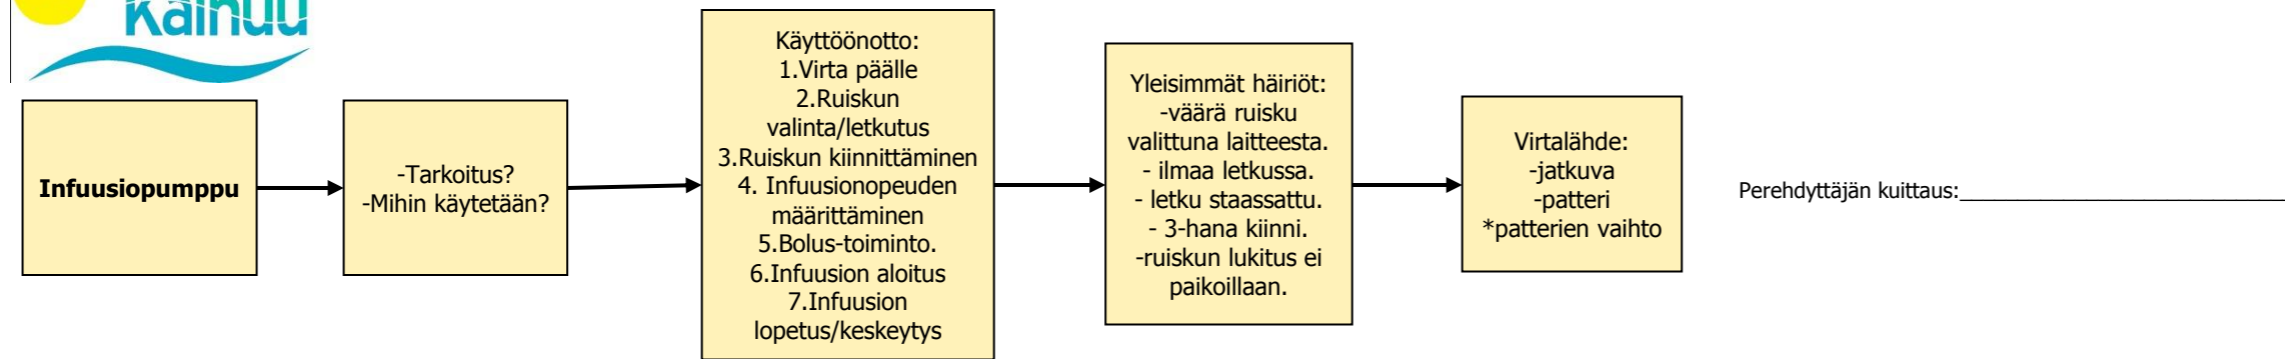 Kainuu
Infuusiopumppu
-Tarkoitus?
-Mihin käytetään?
Käyttöönotto:
1.Virta päälle
2.Ruiskun
valinta/letkutus
3.Ruiskun kiinnittäminen
4. Infuusionopeuden
määrittäminen
5.Bolus-toiminto.
6.Infuusion aloitus
7.Infuusion
lopetus/keskeytys
Yleisimmät häiriöt:
-väärä ruisku
valittuna laitteesta.
- ilmaa letkussa.
- letku staassattu.
- 3-hana kiinni.
-ruiskun lukitus ei
paikoillaan.
Virtalähde:
-jatkuva
-patteri
*patterien vaihto
Perehdyttäjän kuittaus:____________________________